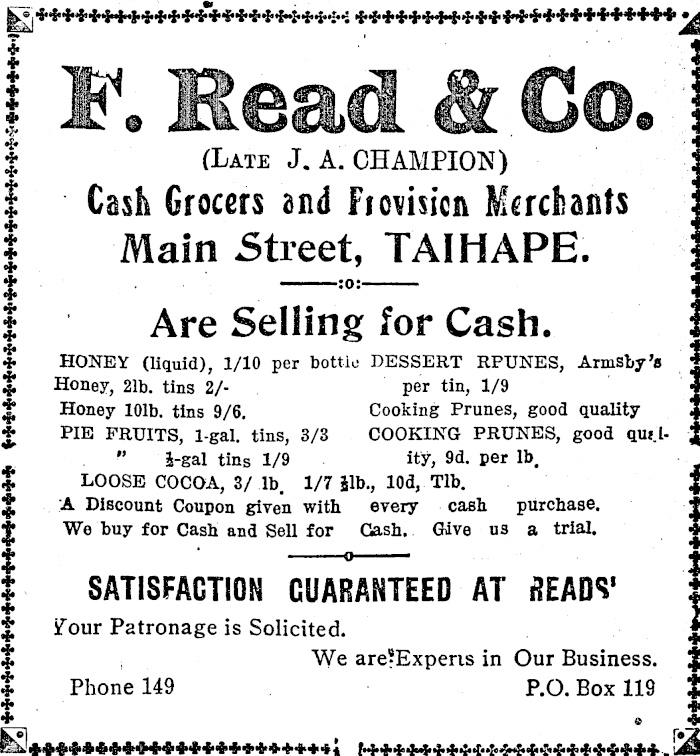 F. Read & Co.
(LATE J. A. CHAMPION)
Cash Grocers and Provision Merchants
Main Street, TAIHAPE.
:o:
Are Selling for Cash.
HONEY (liquid), 1/10 per bottle
Honey, 2lb. tins 2/-
Honey 10lb. tins 9/6.
PIE FRUITS, 1-gal. tins, 3/3
" ½-gal tins 1/9
DESSERT RPUNES, Armsby's
per tin, 1/9
Cooking Prunes, good quality
COOKING PRUNES, good qual-
ity, 9d. per lb.
LOOSE COCOA, 3/ lb. 1/7 ½lb., 10d, Tlb.
A Discount Coupon given with every cash purchase.
We buy for Cash and Sell for Cash. Give us a trial.
o
SATISFACTION GUARANTEED AT READS'
Your Patronage is Solicited.
We are Experts in Our Business.
Phone 149
P.O. Box 119